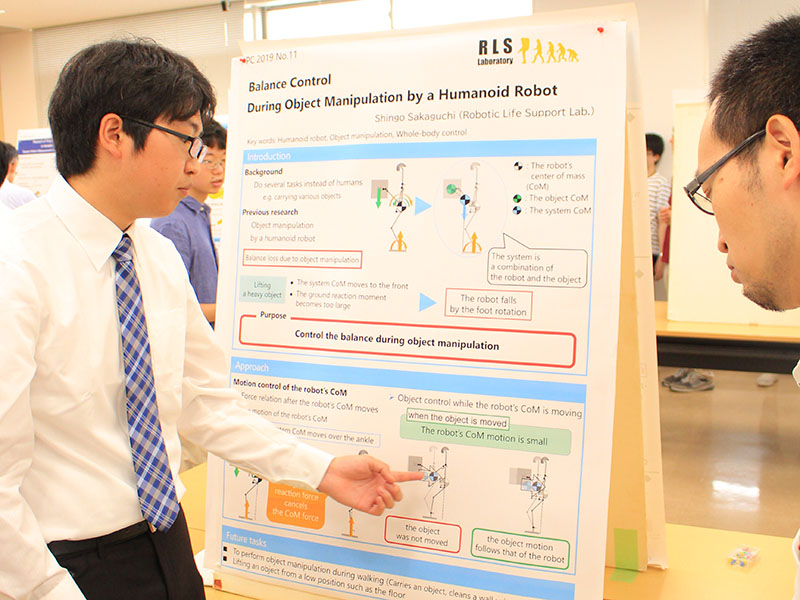 PC 2019 No.11
RLS
Laboratory
Balance Control
During Object Manipulation by a Humanoid Robot
Shingo Sakaguchi (Robotic Life Support Lab.)
Key words: Humanoid robot, Object manipulation, Whole-body control
Introduction
Background
Do several tasks instead of humans
e.g. carrying various objects
Previous research
Object manipulation
by a humanoid robot
Balance loss due to object manipulation
: The robot's
center of mass
(CoM)
: The object CoM
: The system CoM
The system is
a combination of
the robot and the object
Lifting
a heavy object
• The system CoM moves to the front
• The ground reaction moment
becomes too large
The robot falls
by the foot rotation
Purpose
Control the balance during object manipulation
Approach
Motion control of the robot's CoM
Force relation after the robot's CoM moves
motion of the robot's CoM
CoM moves over the ankle
reaction force
cancels
the CoM force
Object control while the robot's CoM is moving
when the object is moved
The robot's CoM motion is small
the object
was not moved
the object motion
follows that of the robot
Future tasks
To perform object manipulation during walking (Carries an object, cleans a wall
Lifting an object from a low position such as the floor